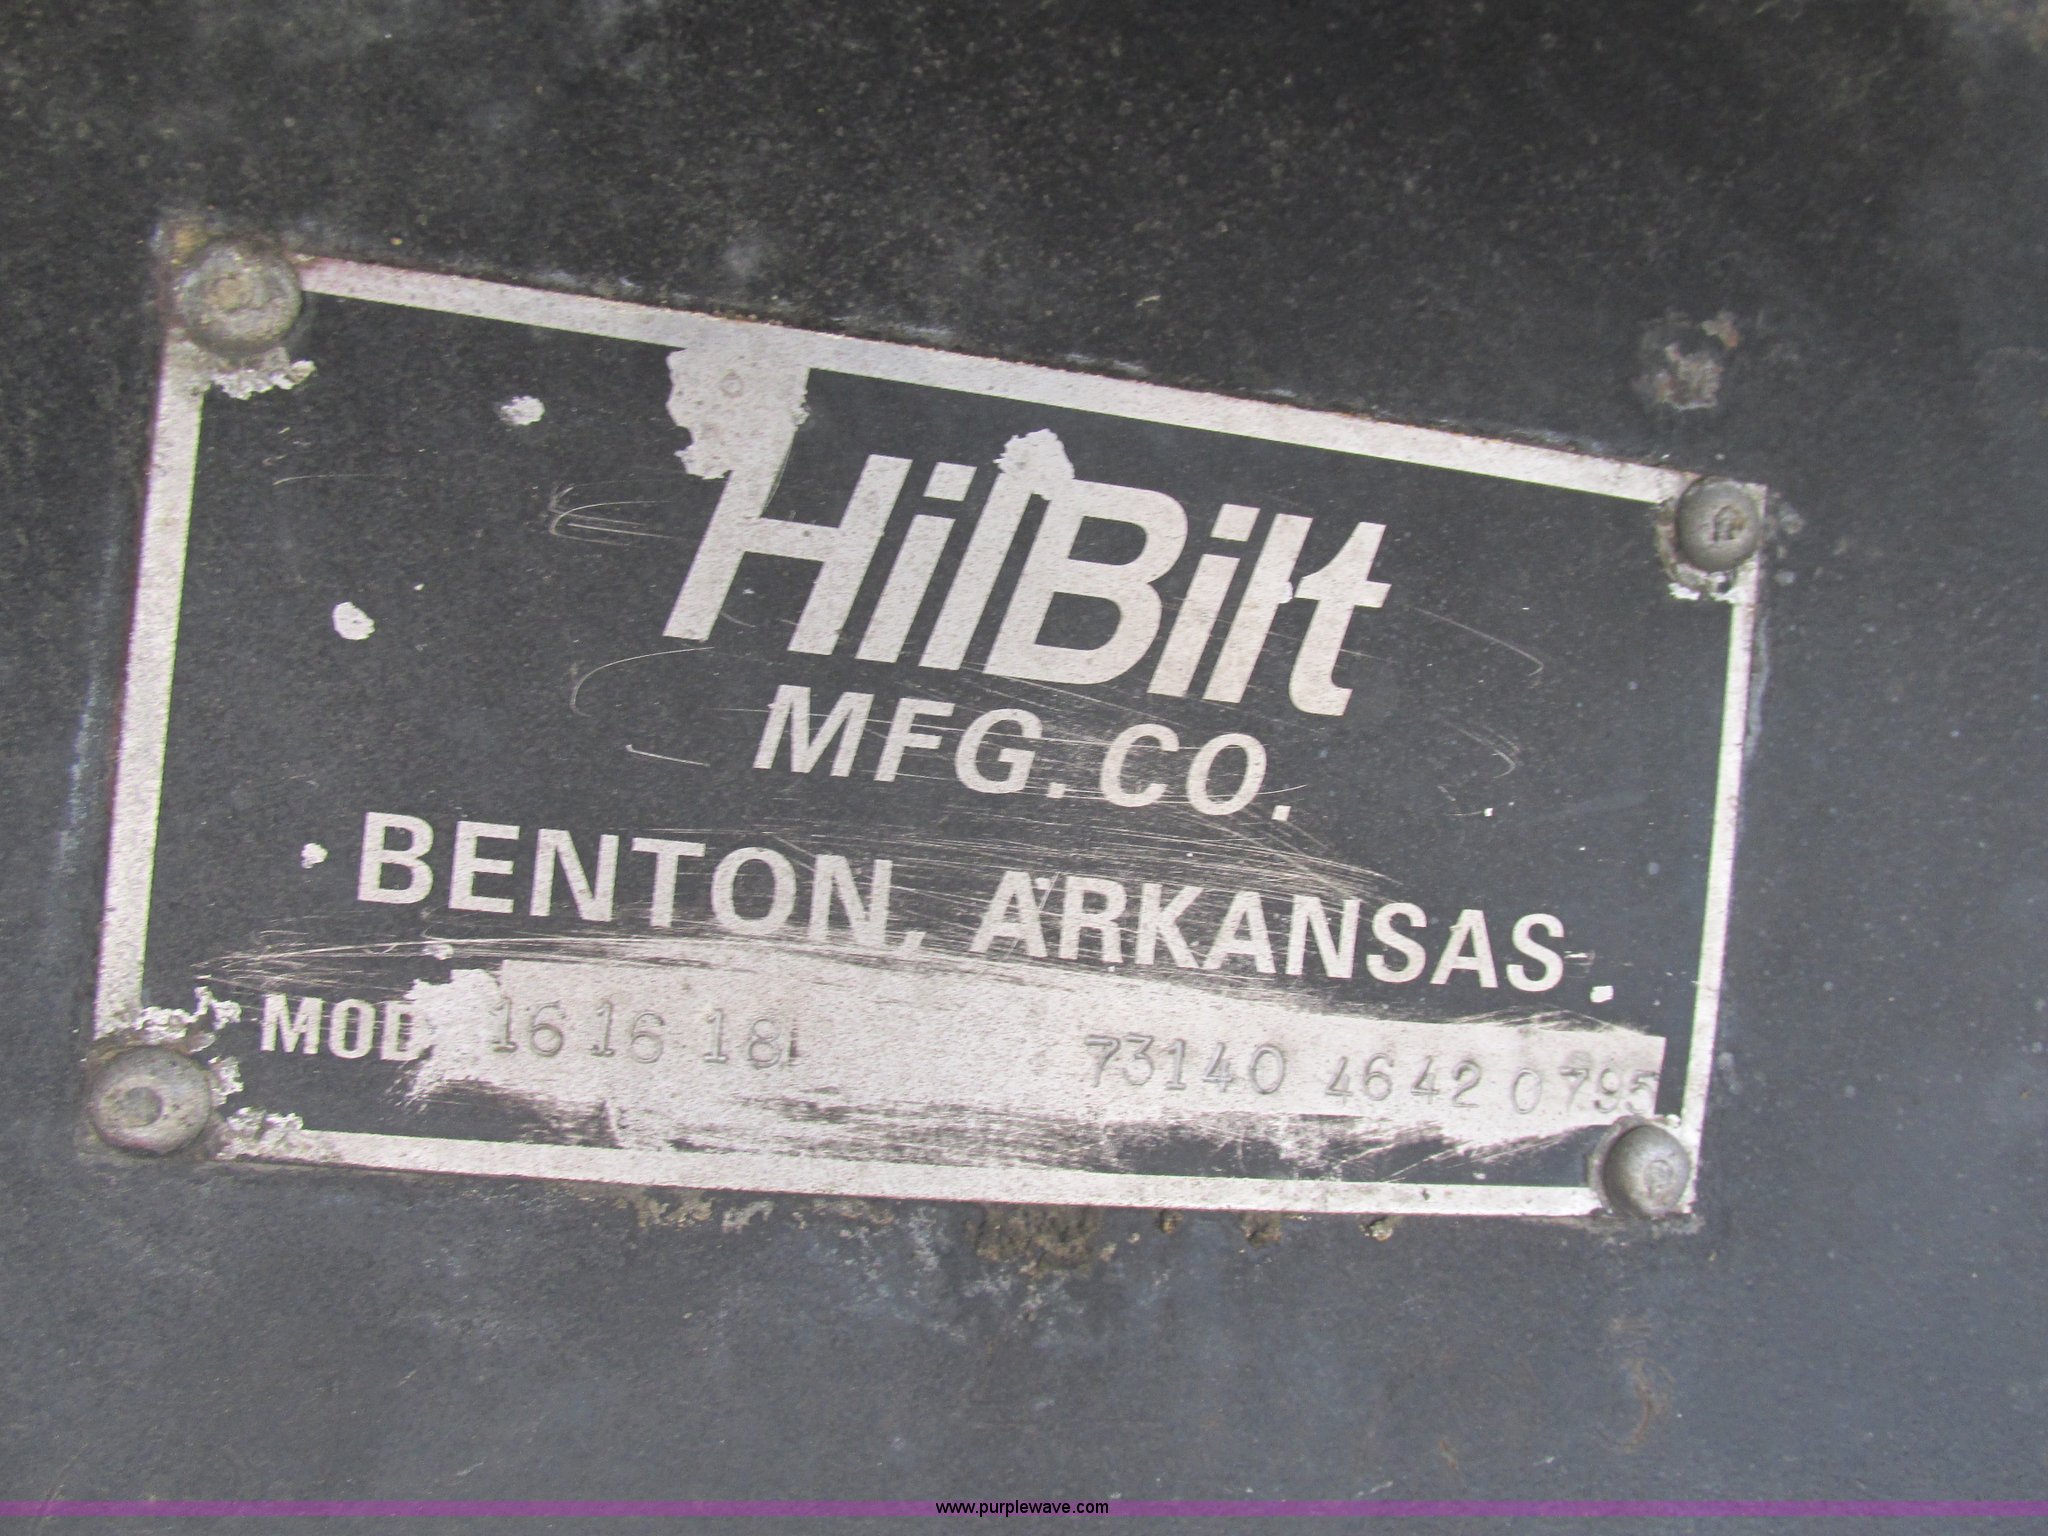 HilBilt
MFG. CO.
BENTON, ARKANSAS
MOD 16 16 18 73140 4642 0795
www.purplewave.com